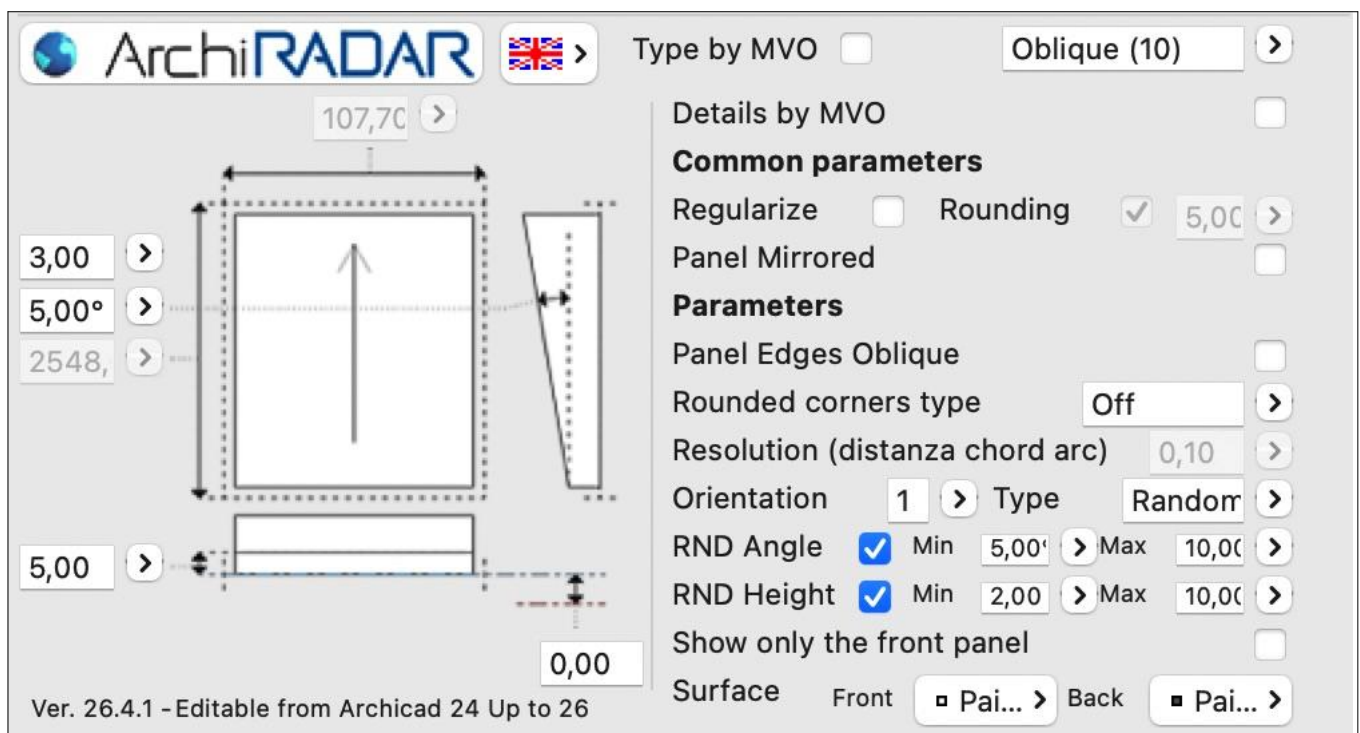 ArchiRADAR Type by MVO Oblique (10)
107,70 Details by MVO
Common parameters
Regularize Rounding 5,00
3,00 Panel Mirrored
5,00° Parameters
2548, Panel Edges Oblique
Rounded corners type Off
Resolution (distanza chord arc) 0,10
Orientation 1 Type Random
5,00 RND Angle Min 5,00° Max 10,00
RND Height Min 2,00 Max 10,00
Show only the front panel
0,00
Surface Front Pai... Back Pai...
Ver. 26.4.1 - Editable from Archicad 24 Up to 26